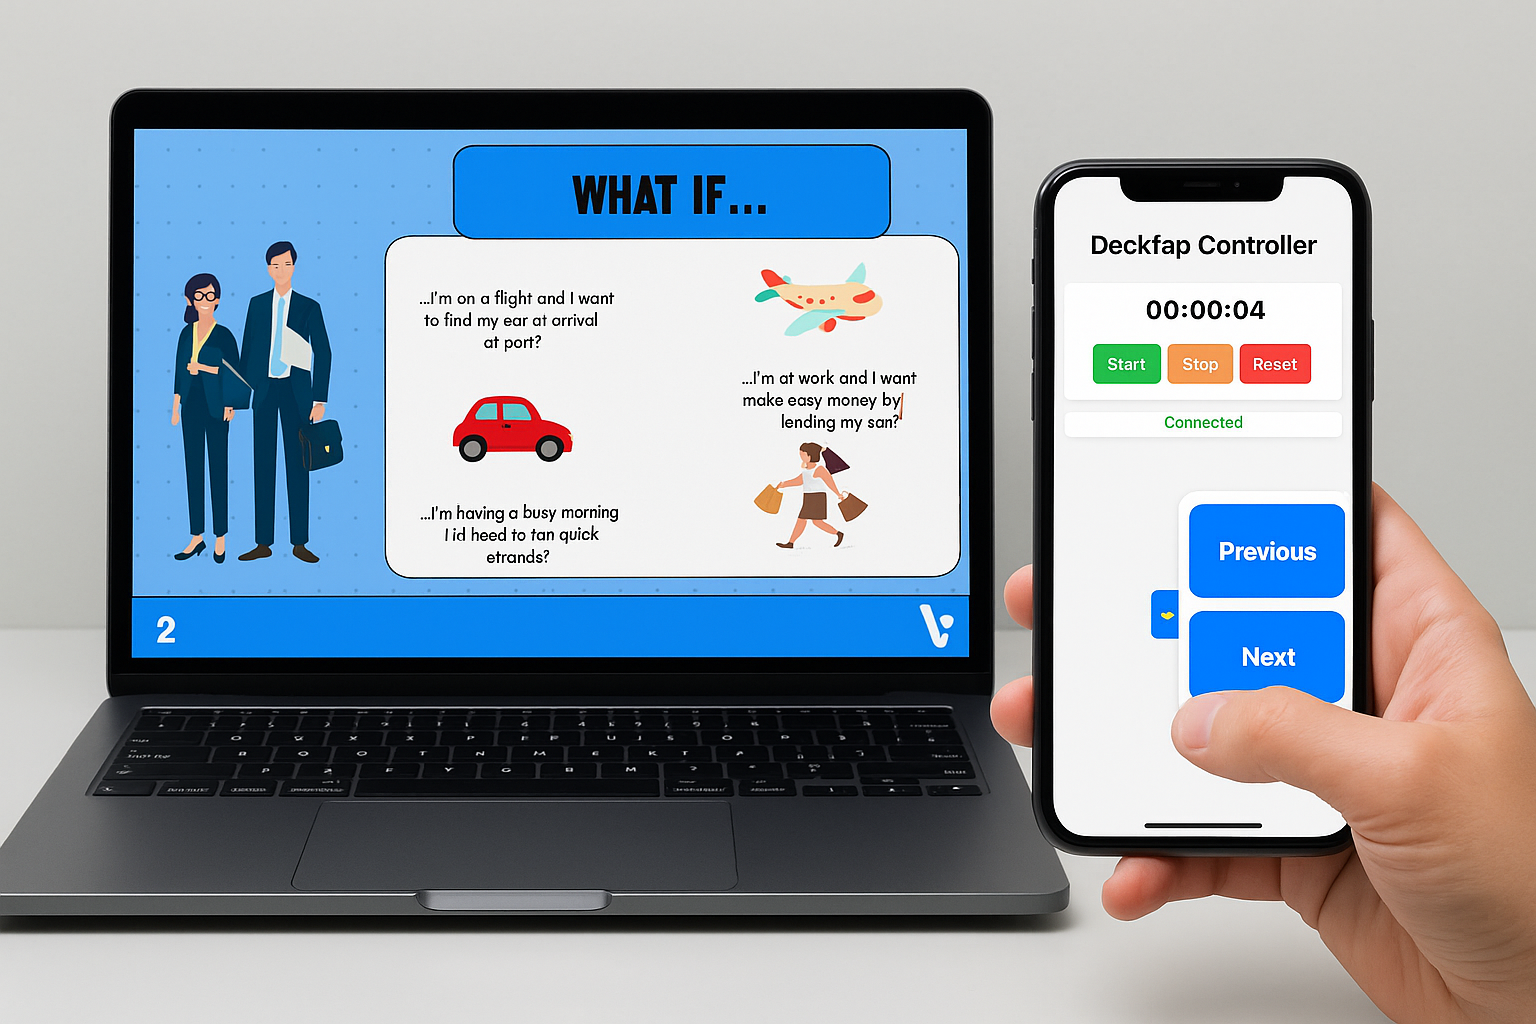 WHAT IF...
...I'm on a flight and I want
to find my ear at arrival
at port?
...I'm at work and I want
make easy money by
lending my san?
...I'm having a busy morning
I id heed to tan quick
etrands?
2
Deckfap Controller
00:00:04
Start Stop Reset
Connected
Previous
Next